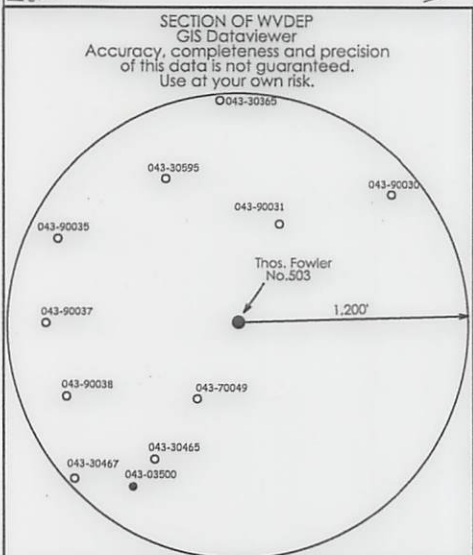 SECTION OF WVDEP
GIS Dataviewer
Accuracy, completeness and precision
of this data is not guaranteed.
Use at your own risk.
043-30365
043-30595
043-90030
043-90031
043-90035
Thos. Fowler
No.503
1,200'
043-90037
043-90038
043-70049
043-30465
043-30467
043-03500